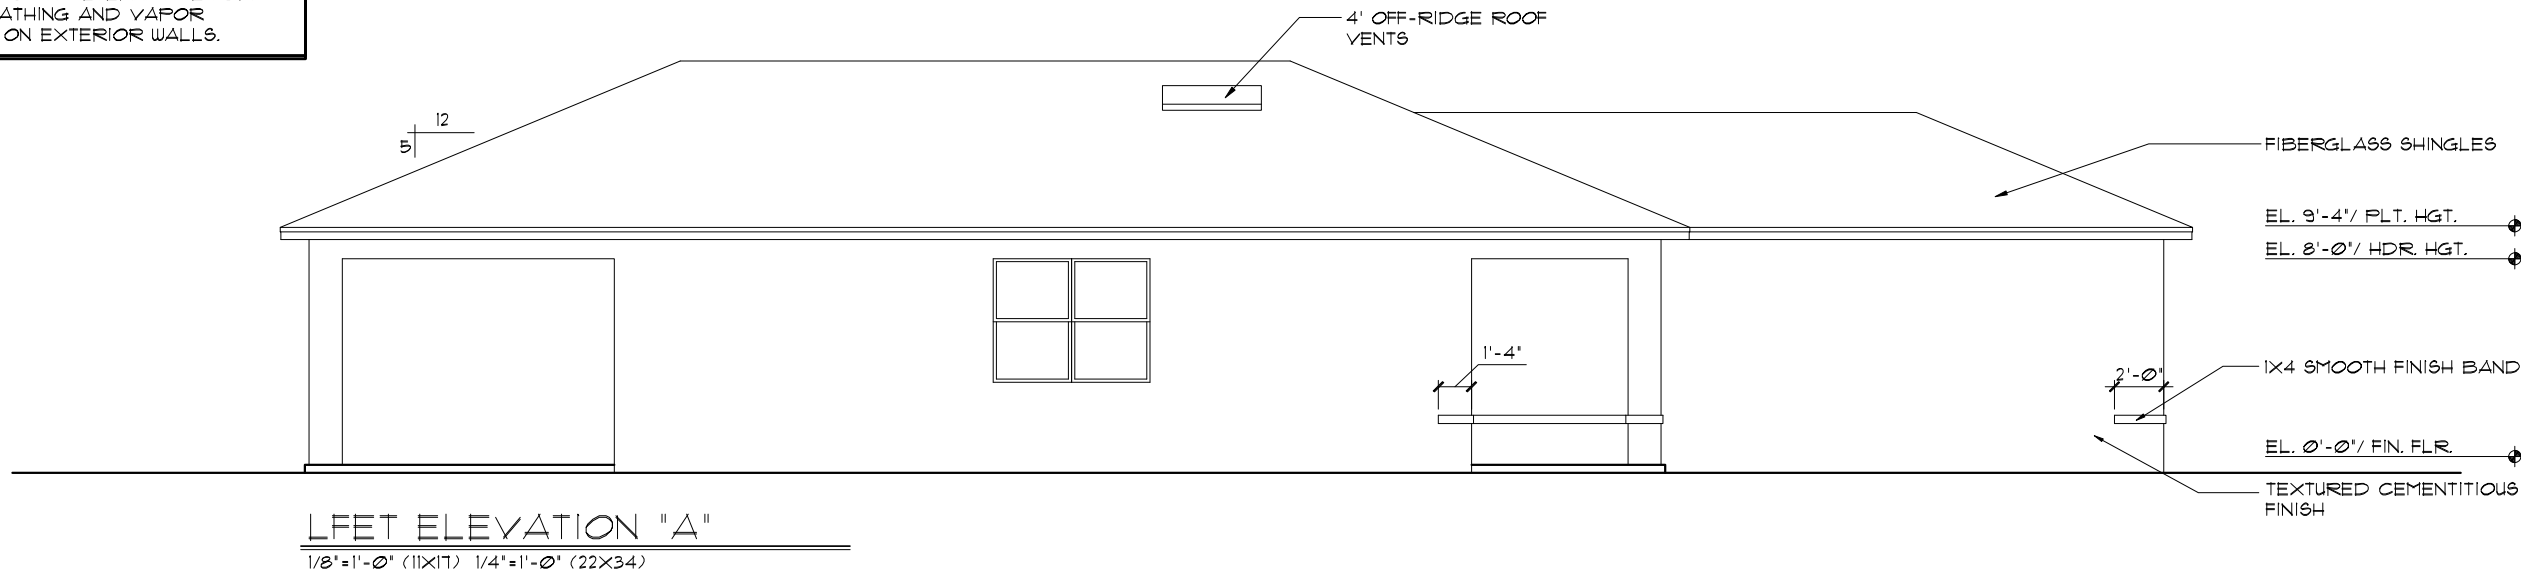 ATHING AND VAPOR
ON EXTERIOR WALLS.
4' OFF-RIDGE ROOF
VENTS
12
5
FIBERGLASS SHINGLES
EL. 9'-4"/ PLT. HGT.
EL. 8'-0"/ HDR. HGT.
1'-4"
2'-0"
1X4 SMOOTH FINISH BAND
EL. 0'-0"/ FIN. FLR.
TEXTURED CEMENTITIOUS
FINISH
LFET ELEVATION "A"
1/8"=1'-0" (11X17) 1/4"=1'-0" (22X34)